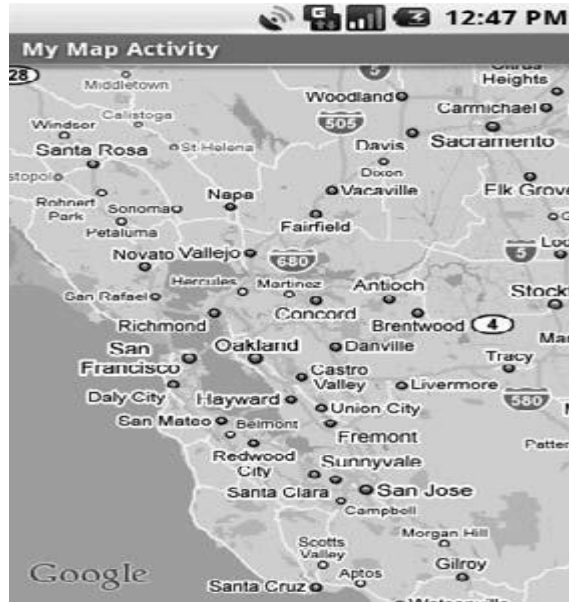 12:47 PM
My Map Activity
28
Middletown
5
Heights
Woodland
Carmichael
Windsor
Calistoga
505
Davis
Sacramento
Santa Rosa
St Helena
Dixon
Napa
Vacaville
Elk Grov
Rohnert
Park
Sonoma
Petaluma
Fairfield
Novato
Vallejo
680
5
Hercules
Martinez
Antioch
San Rafael
Stockt
Richmond
Concord
Brentwood
4
San
Francisco
Oakland
Danville
Tracy
Castro
Valley
Livermore
Daly City
Hayward
Union City
580
San Mateo
Belmont
Fremont
Redwood
City
Sunnyvale
Santa Clara
San Jose
Campbell
Morgan Hill
Scotts
Valley
Google
Aptos
Gilroy
Santa Cruz